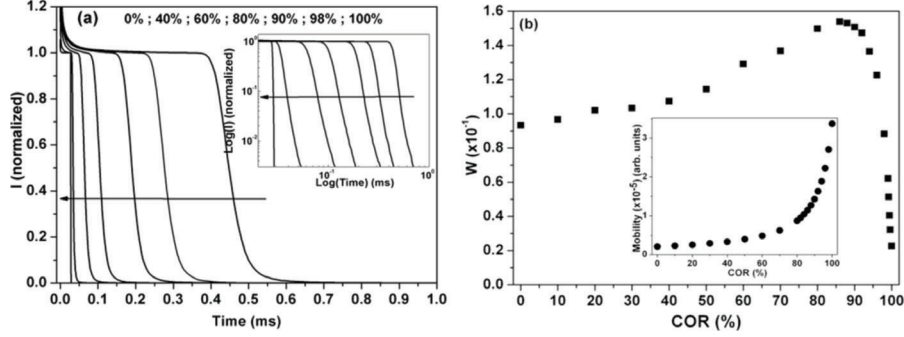 (a)
0% ; 40% ; 60% ; 80% ; 90% ; 98% ; 100%
1.2
1.0
0.8
0.6
0.4
0.2
0.0
I (normalized)
0.0 0.1 0.2 0.3 0.4 0.5 0.6 0.7 0.8 0.9 1.0
Time (ms)
Log(I) (normalized)
10⁰
10⁻¹
10⁻²
10⁻¹ 10⁰
Log(Time) (ms)
(b)
1.6
1.4
1.2
1.0
0.8
0.6
0.4
0.2
W (x10⁻¹)
0 10 20 30 40 50 60 70 80 90 100
COR (%)
Mobility (x10⁻⁵) (arb. units)
3
2
1
0
0 20 40 60 80 100
COR (%)